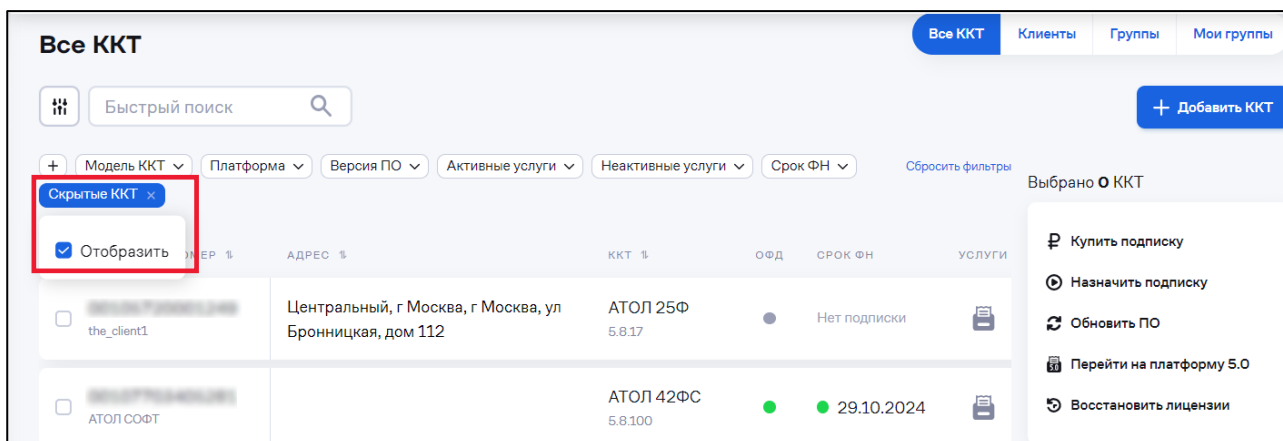 Все ККТ
Все ККТ Клиенты Группы Мои группы
Быстрый поиск
+ Добавить ККТ
+ Модель ККТ Платформа Версия ПО Активные услуги Неактивные услуги Срок ФН Сбросить фильтры
Скрытые ККТ ×
Выбрано 0 ККТ
Отобразить
ОМЕР АДРЕС ККТ ОФД СРОК ФН УСЛУГИ
Купить подписку
Назначить подписку
Обновить ПО
5.0 Перейти на платформу 5.0
Восстановить лицензии
the_client1
Центральный, г Москва, г Москва, ул
Бронницкая, дом 112
АТОЛ 25Ф
5.8.17
Нет подписки
АТОЛ СОФТ
АТОЛ 42ФС
5.8.100
29.10.2024